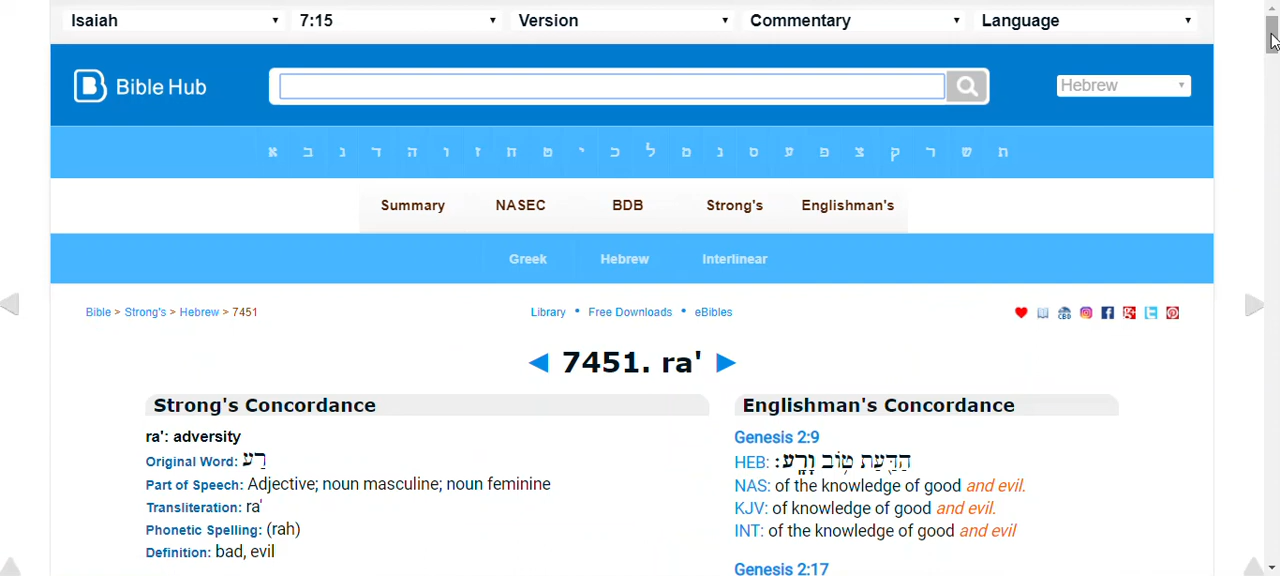 Isaiah 7:15 Version Commentary Language
Bible Hub
Hebrew
א ב ג ד ה ו ז ח ט י כ ל מ נ ס ע פ צ ק ר ש ת
Summary NASEC BDB Strong's Englishman's
Greek Hebrew Interlinear
Bible > Strong's > Hebrew > 7451
Library • Free Downloads • eBibles
◄ 7451. ra' ►
Strong's Concordance
ra': adversity
Original Word: רַע
Part of Speech: Adjective; noun masculine; noun feminine
Transliteration: ra'
Phonetic Spelling: (rah)
Definition: bad, evil
Englishman's Concordance
Genesis 2:9
HEB: הַדַּ֖עַת ט֥וֹב וָרָֽע׃
NAS: of the knowledge of good and evil.
KJV: of knowledge of good and evil.
INT: of the knowledge of good and evil
Genesis 2:17